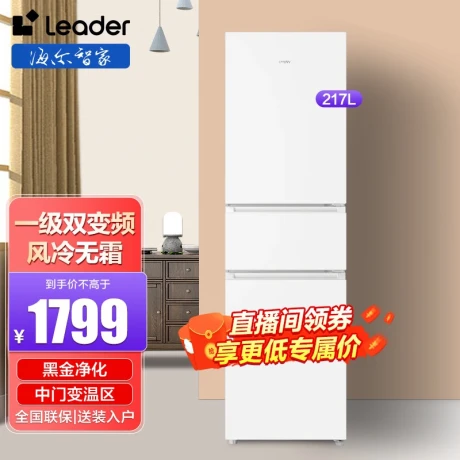 Leader
海尔智家
Leader
217L
一级双变频
风冷无霜
到手价不高于
¥1799
黑金净化
中门变温区
全国联保|送装入户
直播间领券
享更低专属价